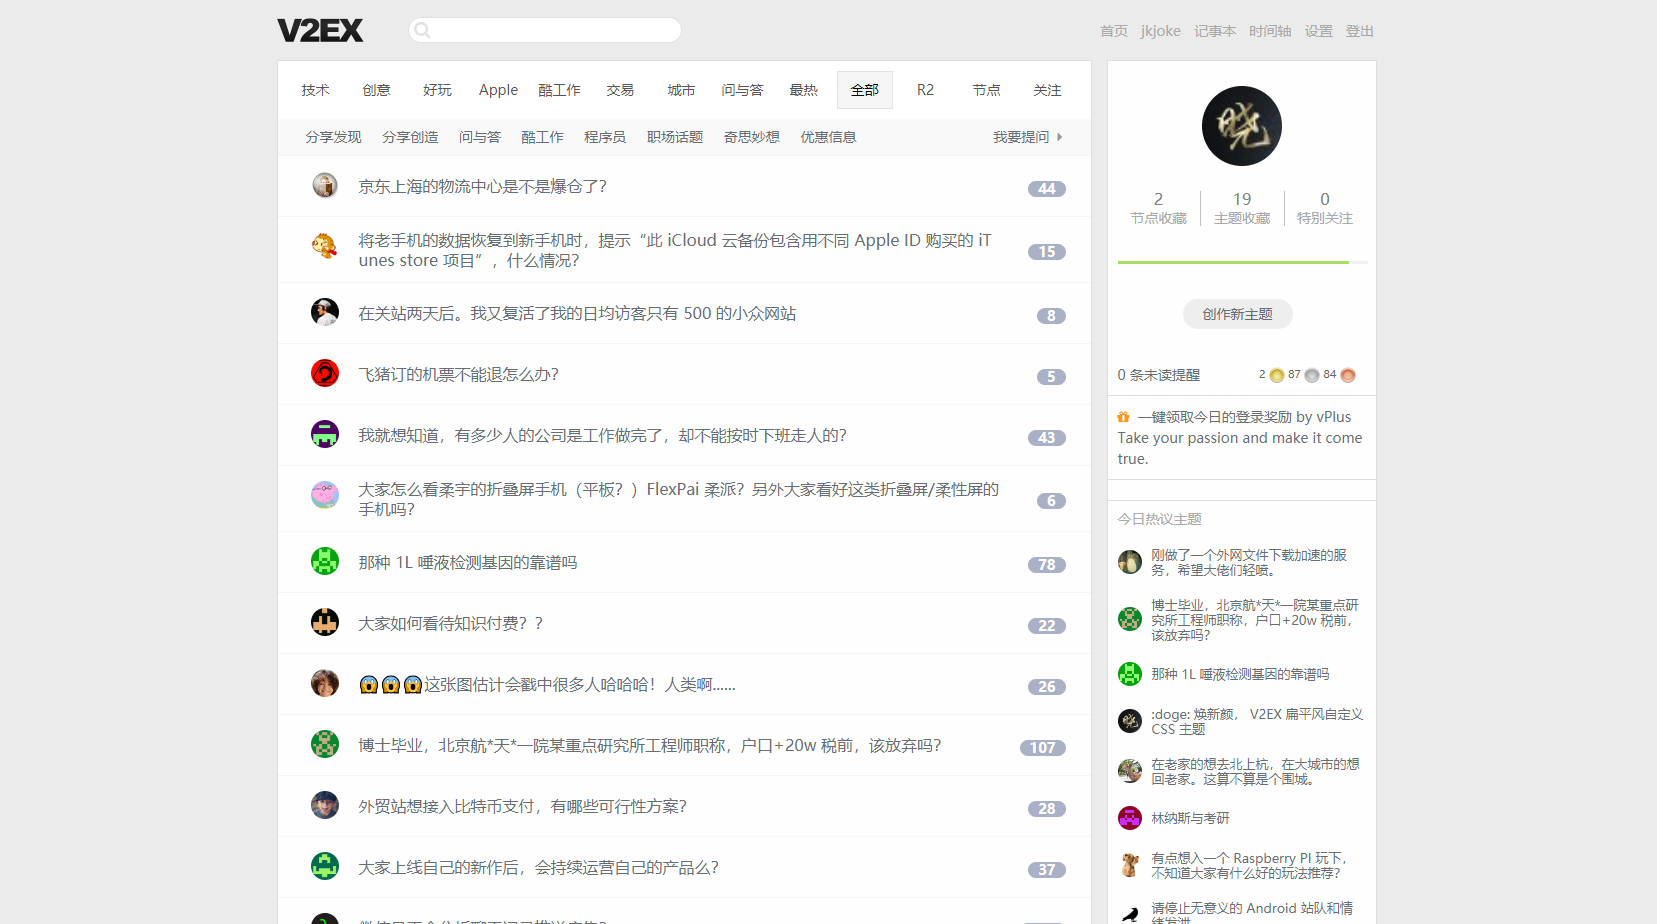 V2EX
首页 jkjoke 记事本 时间轴 设置 登出
技术 创意 好玩 Apple 酷工作 交易 城市 问与答 最热 全部 R2 节点 关注
分享发现 分享创造 问与答 酷工作 程序员 职场话题 奇思妙想 优惠信息 我要提问
京东上海的物流中心是不是爆仓了？
44
将老手机的数据恢复到新手机时，提示“此 iCloud 云备份包含用不同 Apple ID 购买的 iT
unes store 项目”，什么情况？
15
在关站两天后。我又复活了我的日均访客只有 500 的小众网站
8
飞猪订的机票不能退怎么办？
5
我就想知道，有多少人的公司是工作做完了，却不能按时下班走人的？
43
大家怎么看柔宇的折叠屏手机（平板？）FlexPai 柔派？另外大家看好这类折叠屏/柔性屏的
手机吗？
6
那种 1L 唾液检测基因的靠谱吗
78
大家如何看待知识付费？？
22
😱😱😱这张图估计会戳中很多人哈哈哈！人类啊......
26
博士毕业，北京航*天*一院某重点研究所工程师职称，户口+20w 税前，该放弃吗？
107
外贸站想接入比特币支付，有哪些可行性方案？
28
大家上线自己的新作后，会持续运营自己的产品么？
37
晓
2 19 0
节点收藏 主题收藏 特别关注
创作新主题
0 条未读提醒 2 87 84
一键领取今日的登录奖励 by vPlus
Take your passion and make it come
true.
今日热议主题
刚做了一个外网文件下载加速的服
务，希望大佬们轻喷。
博士毕业，北京航*天*一院某重点研
究所工程师职称，户口+20w 税前，
该放弃吗？
那种 1L 唾液检测基因的靠谱吗
:doge: 焕新颜， V2EX 扁平风自定义
CSS 主题
在老家的想去北上杭，在大城市的想
回老家。这算不算是个围城。
林纳斯与考研
有点想入一个 Raspberry PI 玩下，
不知道大家有什么好的玩法推荐？
请停止无意义的 Android 站队和情